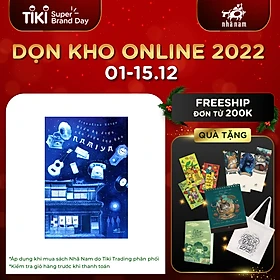 TIKI Super Brand Day
nhã nam
DỌN KHO ONLINE 2022
01-15.12
FREESHIP
ĐƠN TỪ 200K
QUÀ TẶNG
NAMIYA
*Áp dụng khi mua sách Nhã Nam do Tiki Trading phân phối
*Kiểm tra giỏ hàng trước khi thanh toán